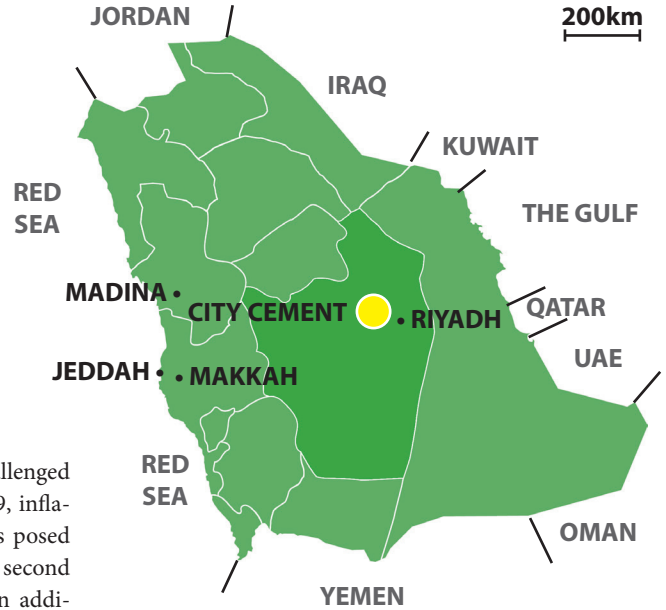 JORDAN
200km
IRAQ
KUWAIT
RED
SEA
THE GULF
MADINA
CITY CEMENT
QATAR
RIYADH
UAE
JEDDAH
MAKKAH
RED
SEA
OMAN
YEMEN
allenged
9, infla-
s posed
second
n addi-